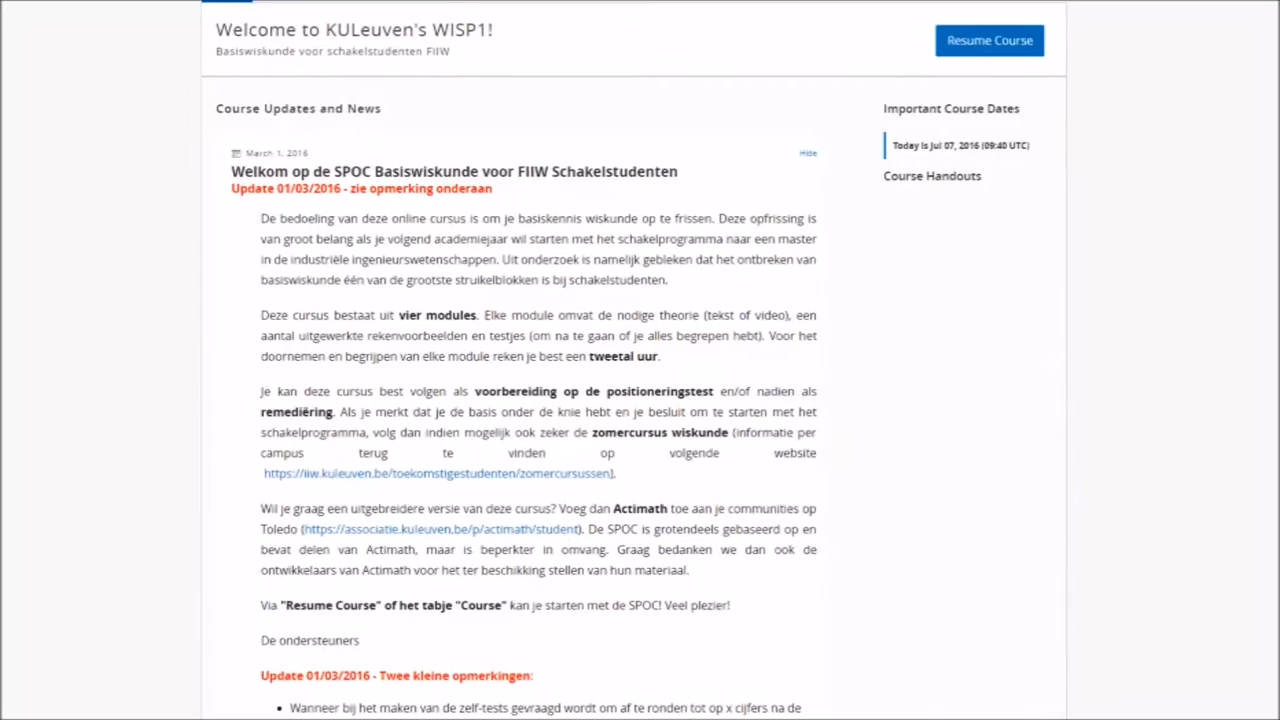 Welcome to KULeuven's WISP1!
Basiswiskunde voor schakelstudenten FIIW
Resume Course
Course Updates and News
March 1, 2016
Hide
Welkom op de SPOC Basiswiskunde voor FIIW Schakelstudenten
Update 01/03/2016 - zie opmerking onderaan
De bedoeling van deze online cursus is om je basiskennis wiskunde op te frissen. Deze opfrissing is
van groot belang als je volgend academiejaar wil starten met het schakelprogramma naar een master
in de industriële ingenieurswetenschappen. Uit onderzoek is namelijk gebleken dat het ontbreken van
basiswiskunde één van de grootste struikelblokken is bij schakelstudenten.
Deze cursus bestaat uit vier modules. Elke module omvat de nodige theorie (tekst of video), een
aantal uitgewerkte rekenvoorbeelden en testjes (om na te gaan of je alles begrepen hebt). Voor het
doornemen en begrijpen van elke module reken je best een tweetal uur.
Je kan deze cursus best volgen als voorbereiding op de positioneringstest en/of nadien als
remediëring. Als je merkt dat je de basis onder de knie hebt en je besluit om te starten met het
schakelprogramma, volg dan indien mogelijk ook zeker de zomercursus wiskunde (informatie per
campus terug te vinden op volgende website
https://iiw.kuleuven.be/toekomstigestudenten/zomercursussen).
Wil je graag een uitgebreidere versie van deze cursus? Voeg dan Actimath toe aan je communities op
Toledo (https://associatie.kuleuven.be/p/actimath/student). De SPOC is grotendeels gebaseerd op en
bevat delen van Actimath, maar is beperkter in omvang. Graag bedanken we dan ook de
ontwikkelaars van Actimath voor het ter beschikking stellen van hun materiaal.
Via "Resume Course" of het tabje "Course" kan je starten met de SPOC! Veel plezier!
De ondersteuners
Update 01/03/2016 - Twee kleine opmerkingen:
• Wanneer bij het maken van de zelf-tests gevraagd wordt om af te ronden tot op x cijfers na de
Important Course Dates
Today is Jul 07, 2016 (09:40 UTC)
Course Handouts